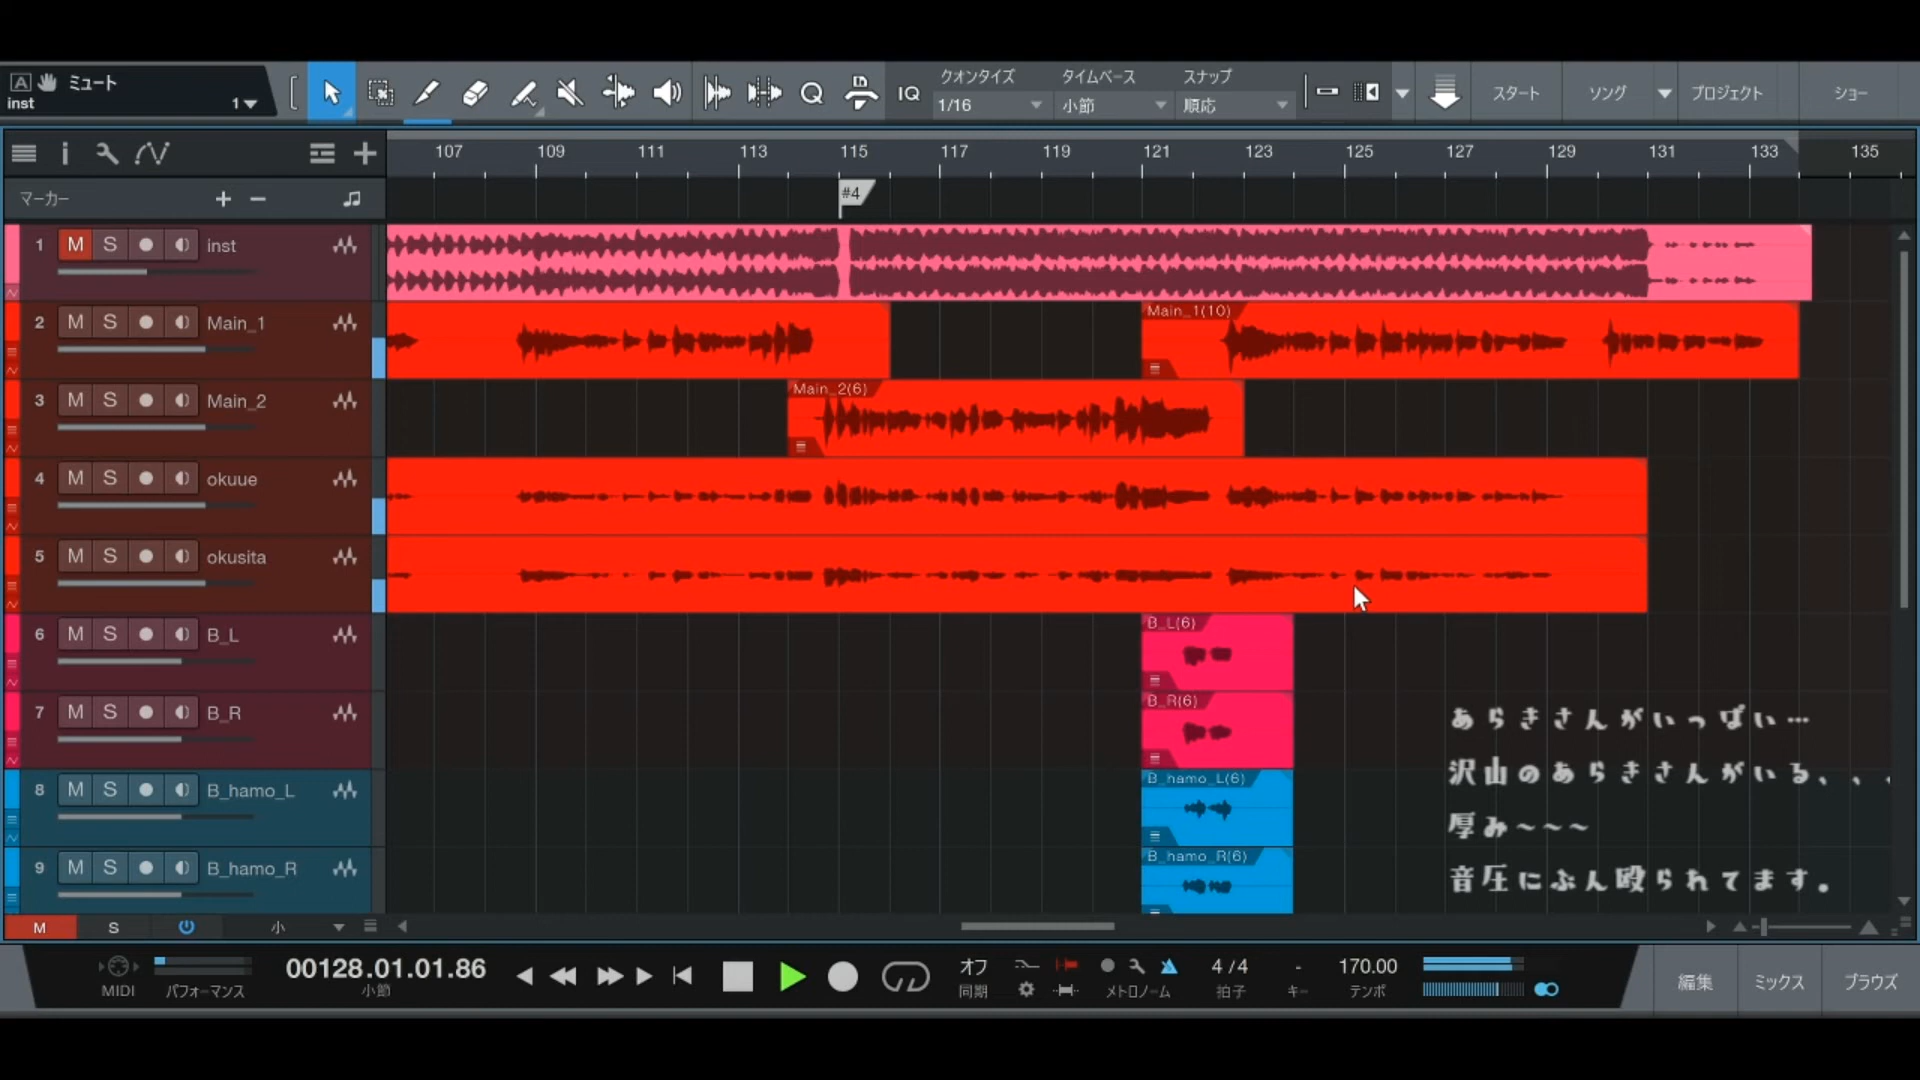 A ミュート
inst 1
IQ
クオンタイズ
1/16
タイムベース
小節
スナップ
順応
スタート
ソング
プロジェクト
ショー
107 109 111 113 115 117 119 121 123 125 127 129 131 133 135
マーカー
#4
1 M S inst
2 M S Main_1
Main_1(10)
3 M S Main_2
Main_2(6)
4 M S okuue
5 M S okusita
6 M S B_L
B_L(6)
7 M S B_R
B_R(6)
8 M S B_hamo_L
B_hamo_L(6)
9 M S B_hamo_R
B_hamo_R(6)
あらきさんがいっぱい…
沢山のあらきさんがいる、、、
厚み~~~
音圧にぶん殴られてます。
M S 小
MIDI
パフォーマンス
00128.01.01.86
小節
オフ
同期
メトロノーム
4 / 4
拍子
-
キー
170.00
テンポ
編集
ミックス
ブラウズ